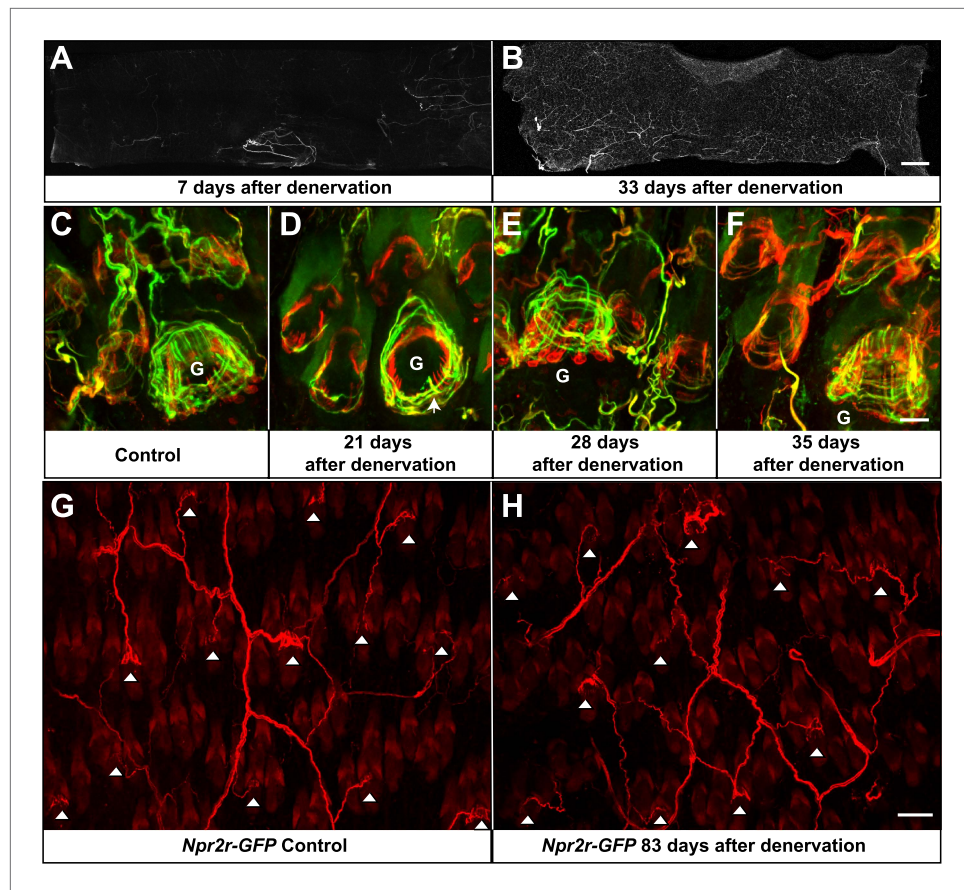 A
B
7 days after denervation
33 days after denervation
C
D
E
F
G
G
G
G
Control
21 days
after denervation
28 days
after denervation
35 days
after denervation
G
H
Npr2r-GFP Control
Npr2r-GFP 83 days after denervation